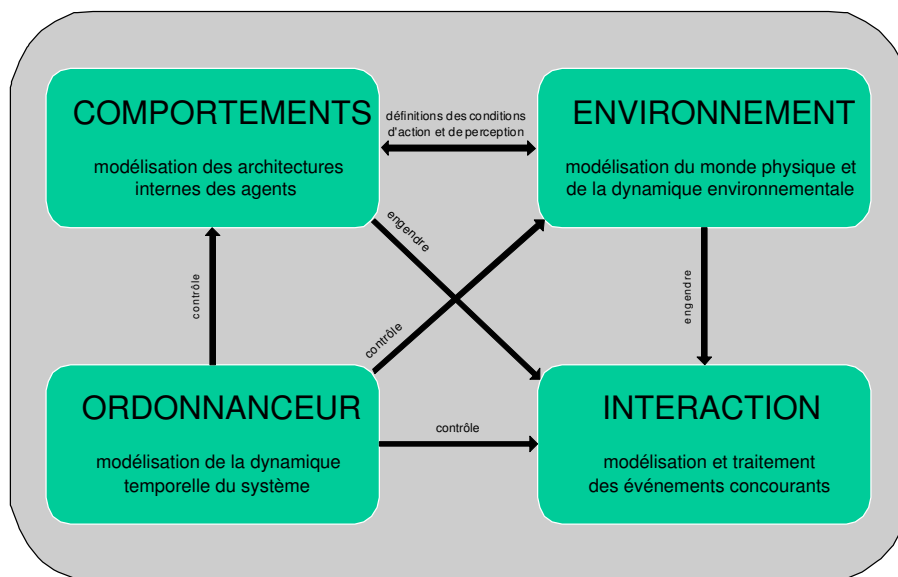 COMPORTEMENTS
modélisation des architectures
internes des agents
définitions des conditions
d'action et de perception
ENVIRONNEMENT
modélisation du monde physique et
de la dynamique environnementale
engendre
contrôle
contrôle
engendre
ORDONNANCEUR
modélisation de la dynamique
temporelle du système
contrôle
INTERACTION
modélisation et traitement
des événements concourants